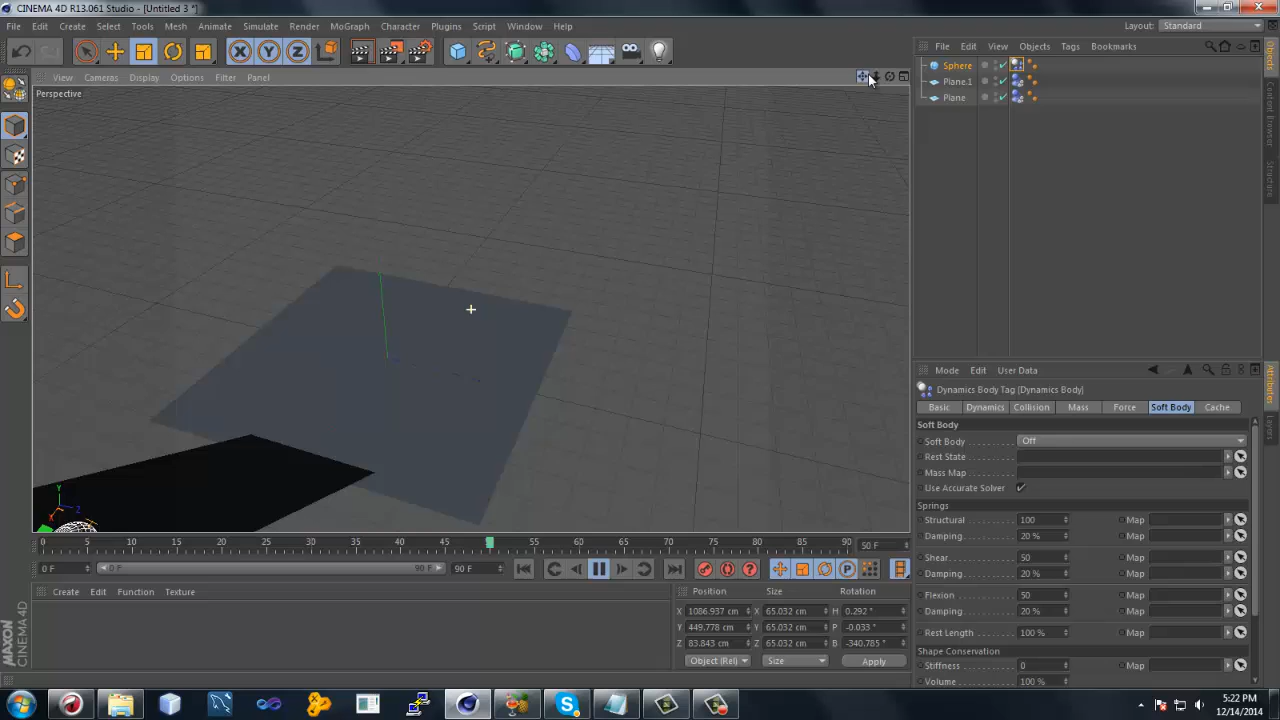 CINEMA 4D R13.061 Studio - [Untitled 3 *]
File Edit Create Select Tools Mesh Animate Simulate Render MoGraph Character Plugins Script Window Help
Layout: Standard
X Y Z
File Edit View Objects Tags Bookmarks
View Cameras Display Options Filter Panel
Perspective
Sphere
Plane.1
Plane
Objects
Content Browser
Structure
Mode Edit User Data
Dynamics Body Tag [Dynamics Body]
Basic Dynamics Collision Mass Force Soft Body Cache
Soft Body
Soft Body Off
Rest State
Mass Map
Use Accurate Solver
Springs
Structural 100 Map
Damping 20 % Map
Shear 50 Map
Damping 20 % Map
Flexion 50 Map
Damping 20 % Map
Rest Length 100 % Map
Shape Conservation
Stiffness 0 Map
Volume 100 % Map
Attributes
Layers
Y
Z
X
0 5 10 15 20 25 30 35 40 45 50 55 60 65 70 75 80 85 90
50 F
0 F 0 F 90 F 90 F
P
Create Edit Function Texture
Position Size Rotation
X 1086.937 cm X 65.032 cm H 0.292 °
Y 449.778 cm Y 65.032 cm P -0.033 °
Z 83.843 cm Z 65.032 cm B -340.785 °
Object (Rel) Size Apply
MAXON
CINEMA 4D
5:22 PM
12/14/2014